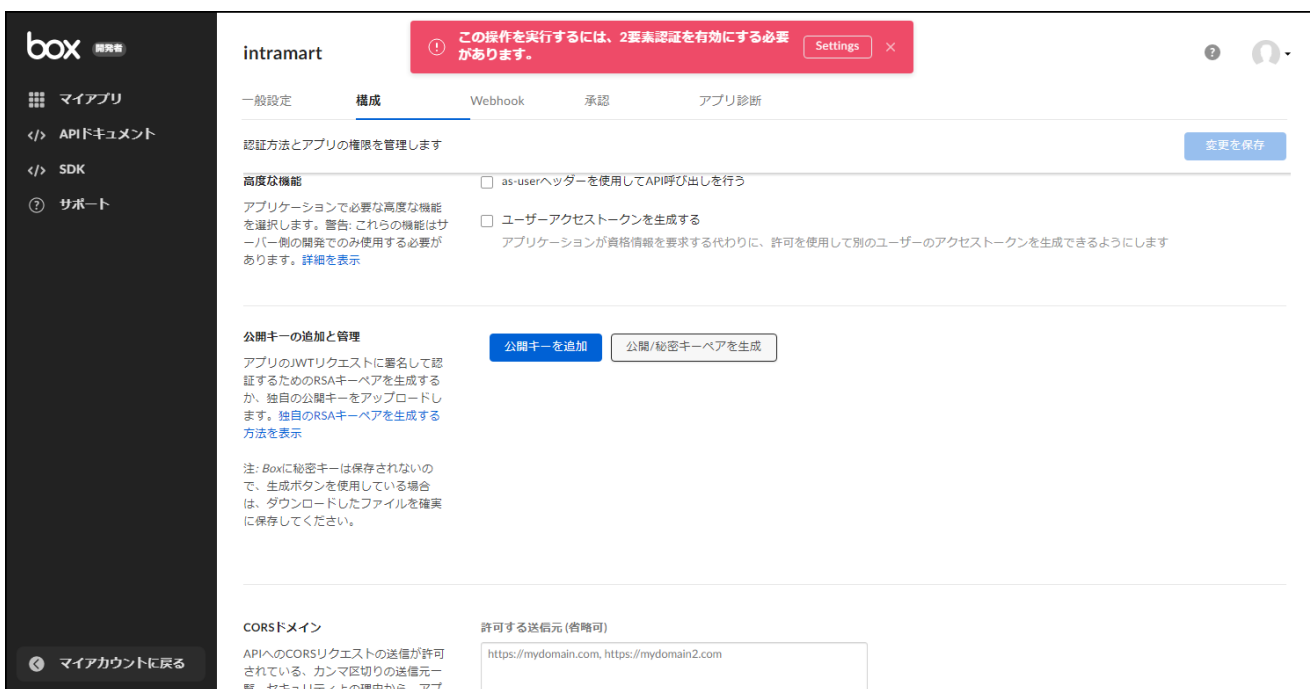 box 開発者
マイアプリ
APIドキュメント
SDK
サポート
マイアカウントに戻る
intramart
この操作を実行するには、2要素認証を有効にする必要
があります。
Settings
一般設定
構成
Webhook
承認
アプリ診断
認証方法とアプリの権限を管理します
変更を保存
高度な機能
アプリケーションで必要な高度な機能
を選択します。警告: これらの機能はサ
ーバー側の開発でのみ使用する必要が
あります。詳細を表示
as-userヘッダーを使用してAPI呼び出しを行う
ユーザーアクセストークンを生成する
アプリケーションが資格情報を要求する代わりに、許可を使用して別のユーザーのアクセストークンを生成できるようにします
公開キーの追加と管理
アプリのJWTリクエストに署名して認
証するためのRSAキーペアを生成する
か、独自の公開キーをアップロードし
ます。独自のRSAキーペアを生成する
方法を表示
注: Boxに秘密キーは保存されないの
で、生成ボタンを使用している場合
は、ダウンロードしたファイルを確実
に保存してください。
公開キーを追加
公開/秘密キーペアを生成
CORSドメイン
APIへのCORSリクエストの送信が許可
されている、カンマ区切りの送信元一
覧。セキュリティ上の理由から、アプ
許可する送信元 (省略可)
https://mydomain.com, https://mydomain2.com